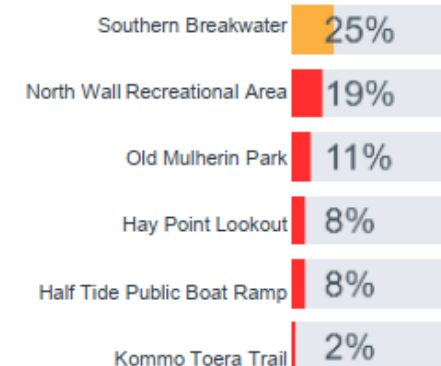 Southern Breakwater 25%
North Wall Recreational Area 19%
Old Mulherin Park 11%
Hay Point Lookout 8%
Half Tide Public Boat Ramp 8%
Kommo Toera Trail 2%